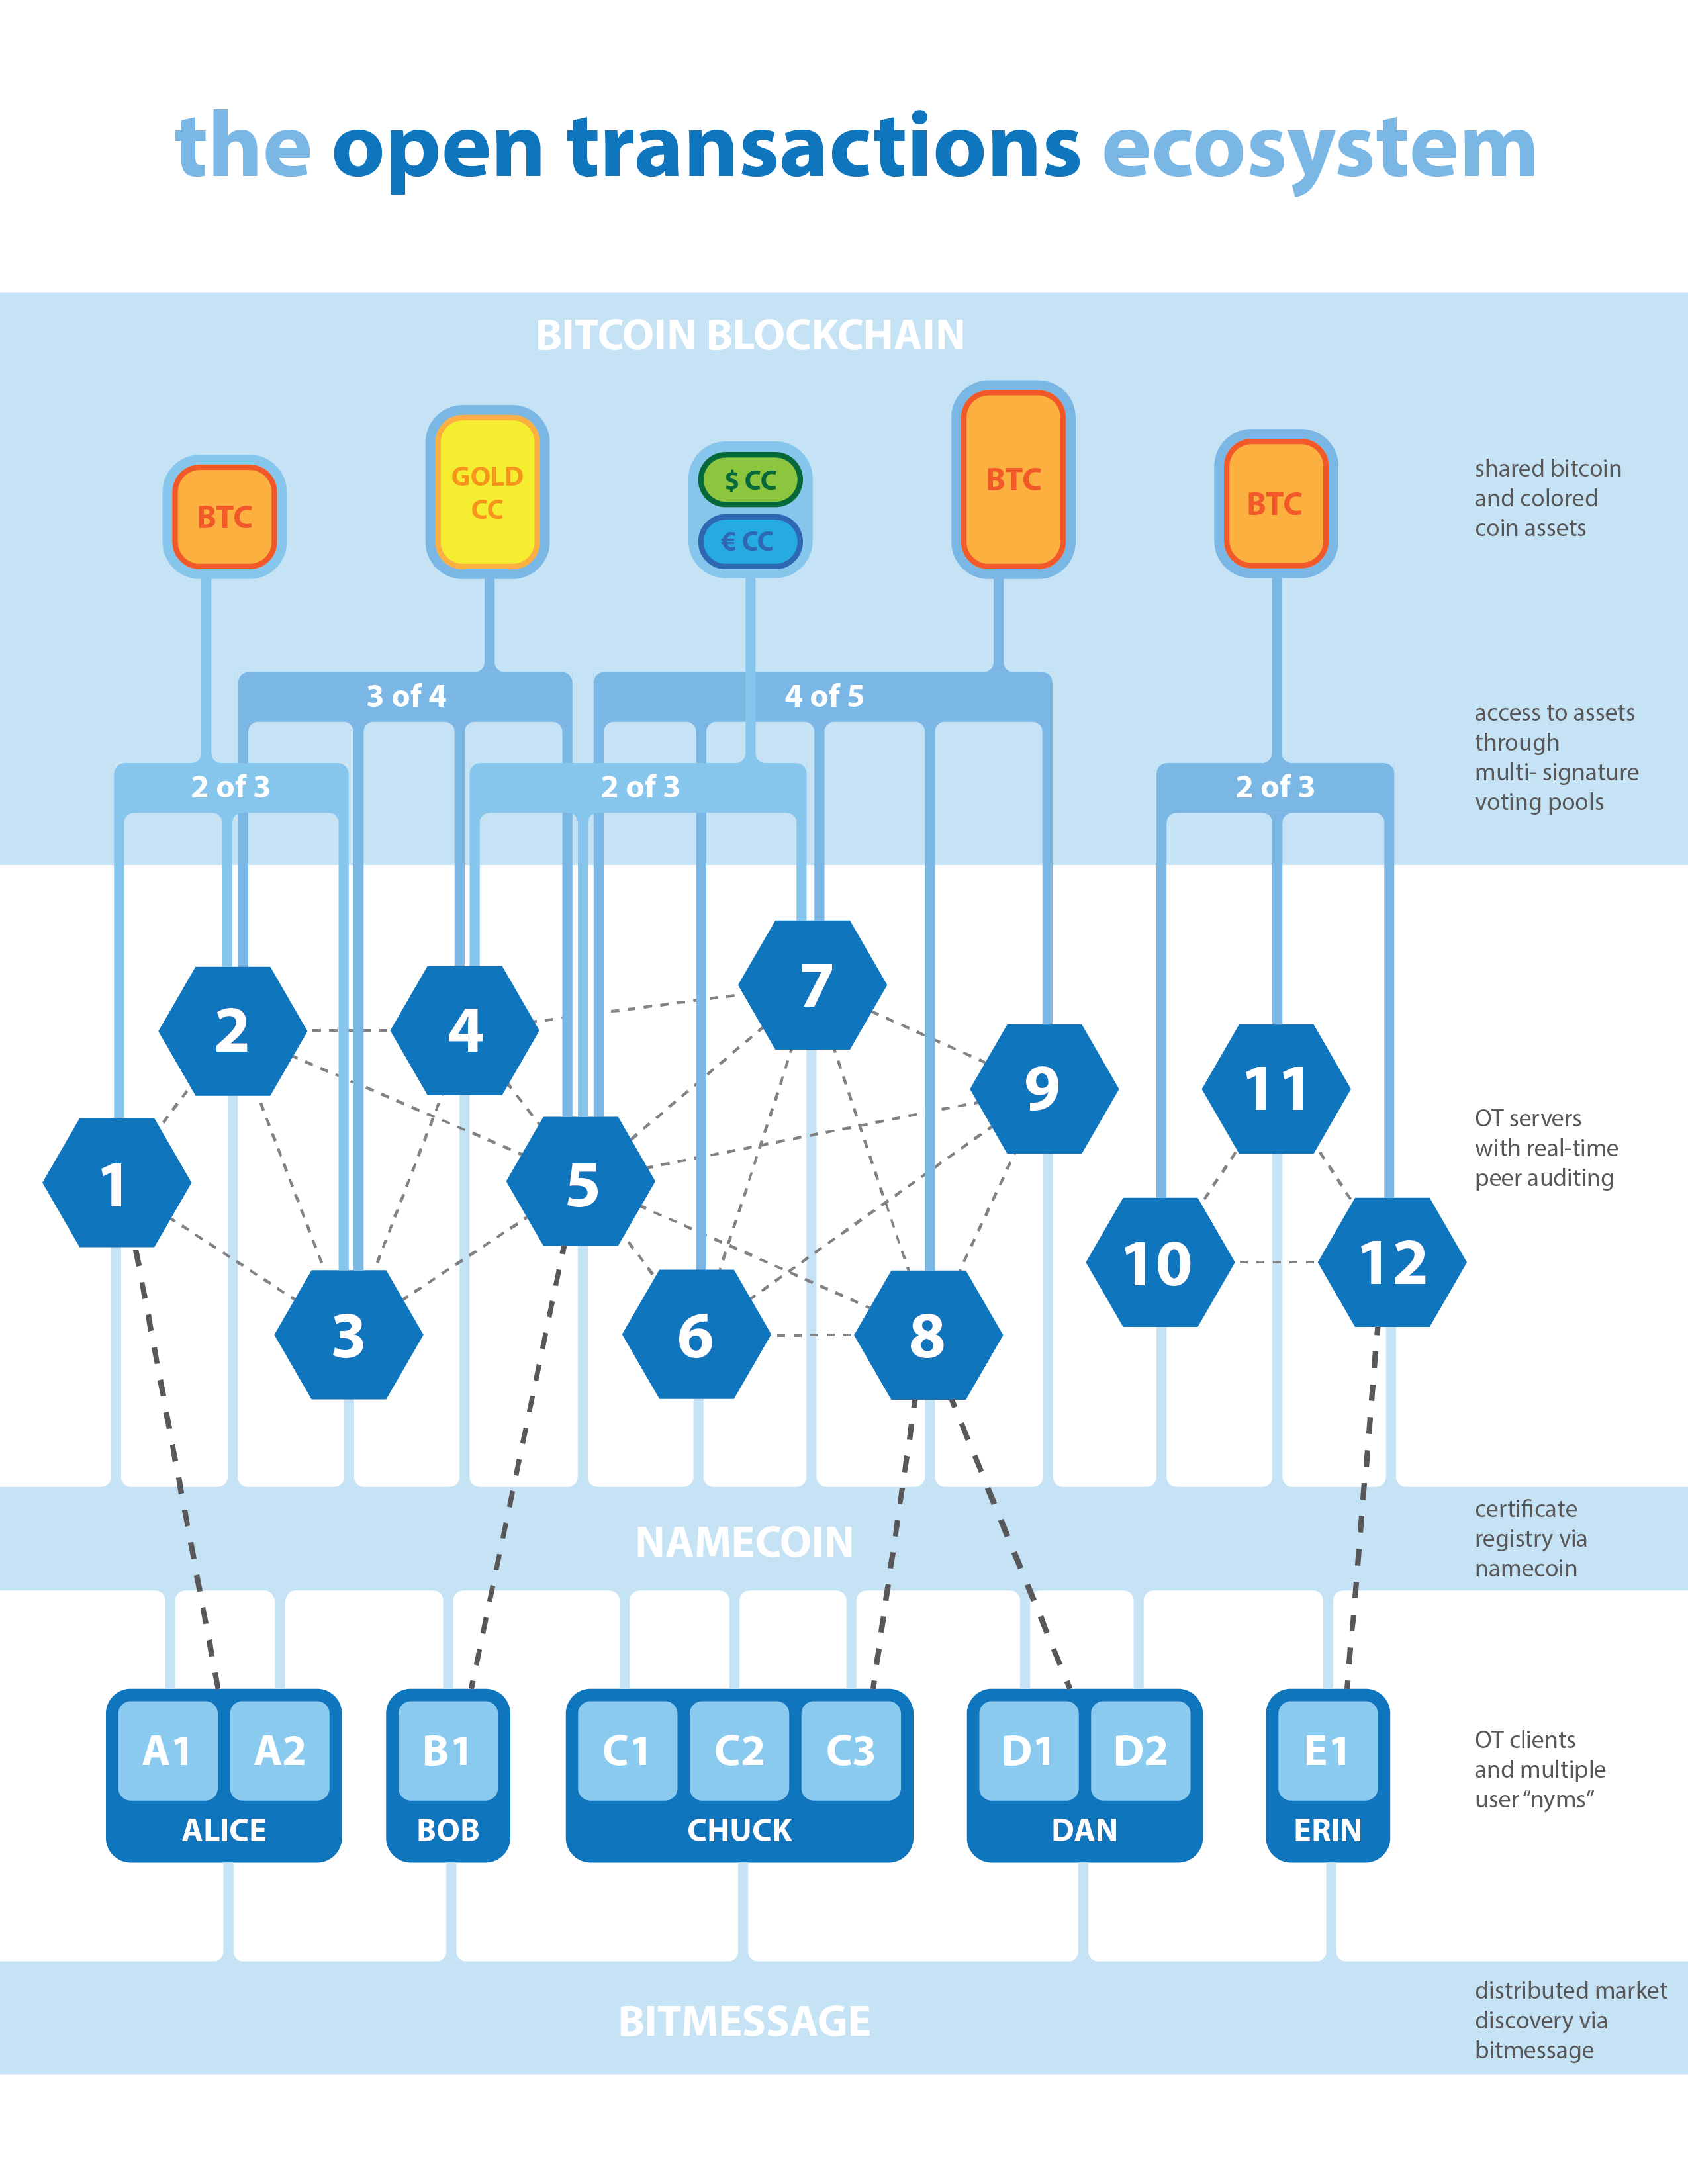 the open transactions ecosystem
BITCOIN BLOCKCHAIN
BTC
GOLD
CC
$ CC
€ CC
BTC
BTC
shared bitcoin
and colored
coin assets
3 of 4
4 of 5
2 of 3
2 of 3
2 of 3
access to assets
through
multi- signature
voting pools
1
2
3
4
5
6
7
8
9
10
11
12
OT servers
with real-time
peer auditing
NAMECOIN
certificate
registry via
namecoin
A1
A2
ALICE
B1
BOB
C1
C2
C3
CHUCK
D1
D2
DAN
E1
ERIN
OT clients
and multiple
user “nyms”
BITMESSAGE
distributed market
discovery via
bitmessage